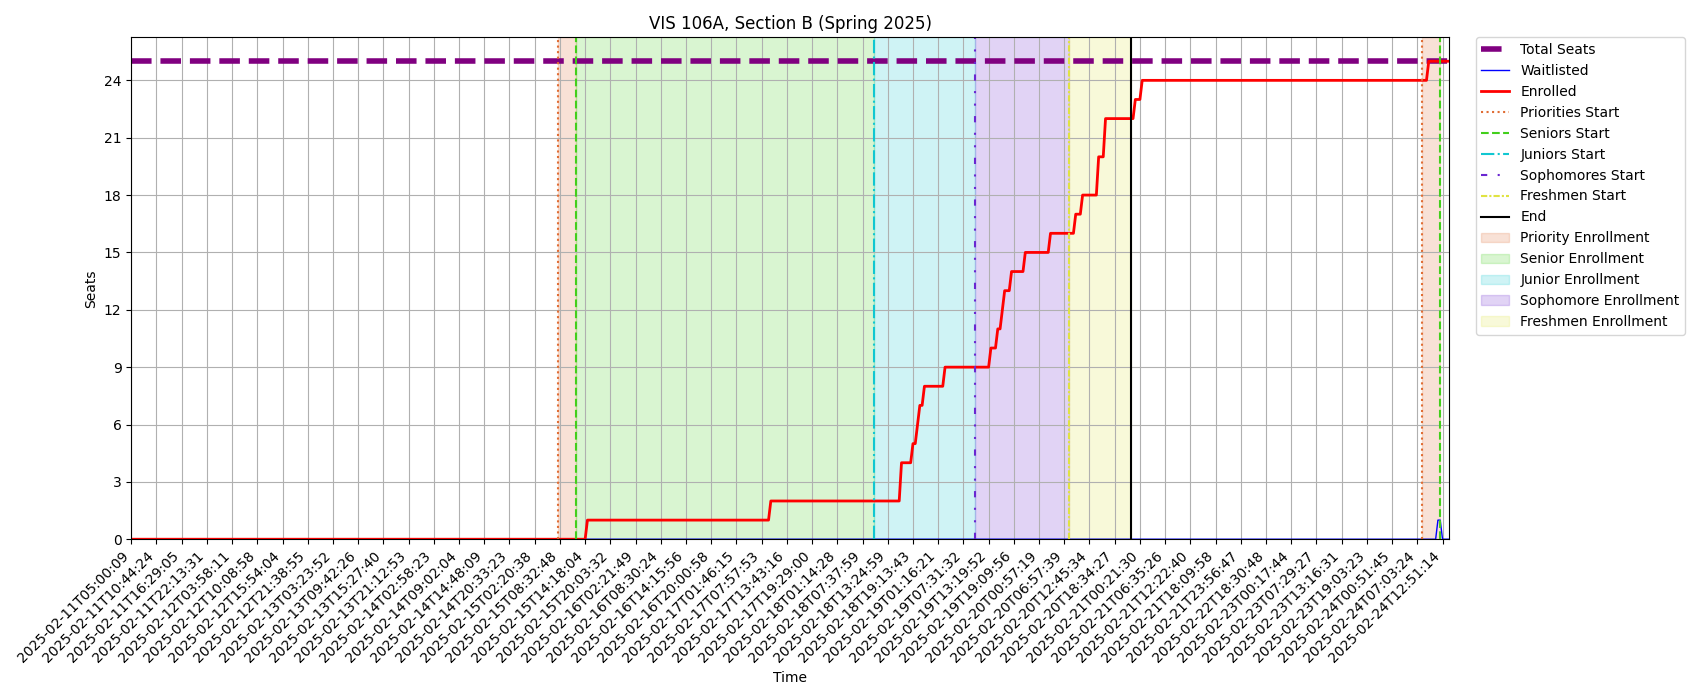 VIS 106A, Section B (Spring 2025)
Total Seats
Waitlisted
Enrolled
Priorities Start
Seniors Start
Juniors Start
Sophomores Start
Freshmen Start
End
Priority Enrollment
Senior Enrollment
Junior Enrollment
Sophomore Enrollment
Freshmen Enrollment
Seats
24
21
18
15
12
9
6
3
0
2025-02-11T05:00:09
2025-02-11T10:44:24
2025-02-11T16:29:05
2025-02-11T22:13:31
2025-02-12T03:58:11
2025-02-12T10:08:58
2025-02-12T15:54:04
2025-02-12T21:38:55
2025-02-13T03:23:52
2025-02-13T09:42:26
2025-02-13T15:27:40
2025-02-13T21:12:53
2025-02-14T02:58:23
2025-02-14T09:02:04
2025-02-14T14:48:09
2025-02-14T20:33:23
2025-02-15T02:20:38
2025-02-15T08:32:48
2025-02-15T14:18:04
2025-02-15T20:03:32
2025-02-16T02:21:49
2025-02-16T08:30:24
2025-02-16T14:15:56
2025-02-16T20:00:58
2025-02-17T01:46:15
2025-02-17T07:57:53
2025-02-17T13:43:16
2025-02-17T19:29:00
2025-02-18T01:14:28
2025-02-18T07:37:59
2025-02-18T13:24:59
2025-02-18T19:13:43
2025-02-19T01:16:21
2025-02-19T07:31:32
2025-02-19T13:19:52
2025-02-19T19:09:56
2025-02-20T00:57:19
2025-02-20T06:57:39
2025-02-20T12:45:34
2025-02-20T18:34:27
2025-02-21T00:21:30
2025-02-21T06:35:26
2025-02-21T12:22:40
2025-02-21T18:09:58
2025-02-21T23:56:47
2025-02-22T18:30:48
2025-02-23T00:17:44
2025-02-23T07:29:27
2025-02-23T13:16:31
2025-02-23T19:03:23
2025-02-24T00:51:45
2025-02-24T07:03:24
2025-02-24T12:51:14
Time